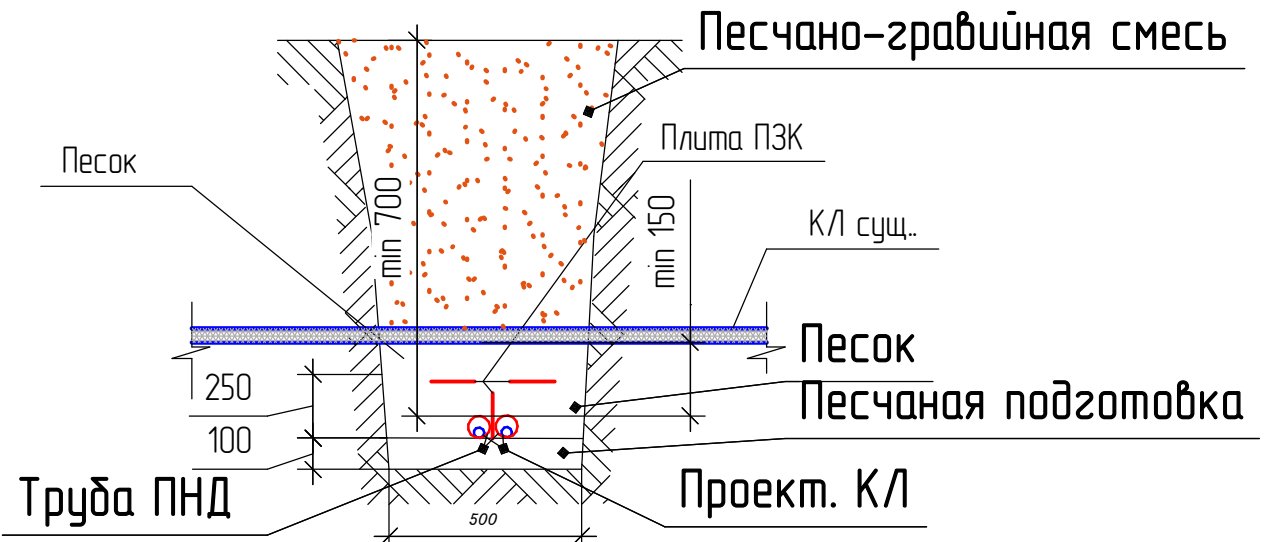 Песчано-гравийная смесь
Плита ПЗК
Песок
min 700
min 150
КЛ сущ..
Песок
250
Песчаная подготовка
100
Труба ПНД
Проект. КЛ
500